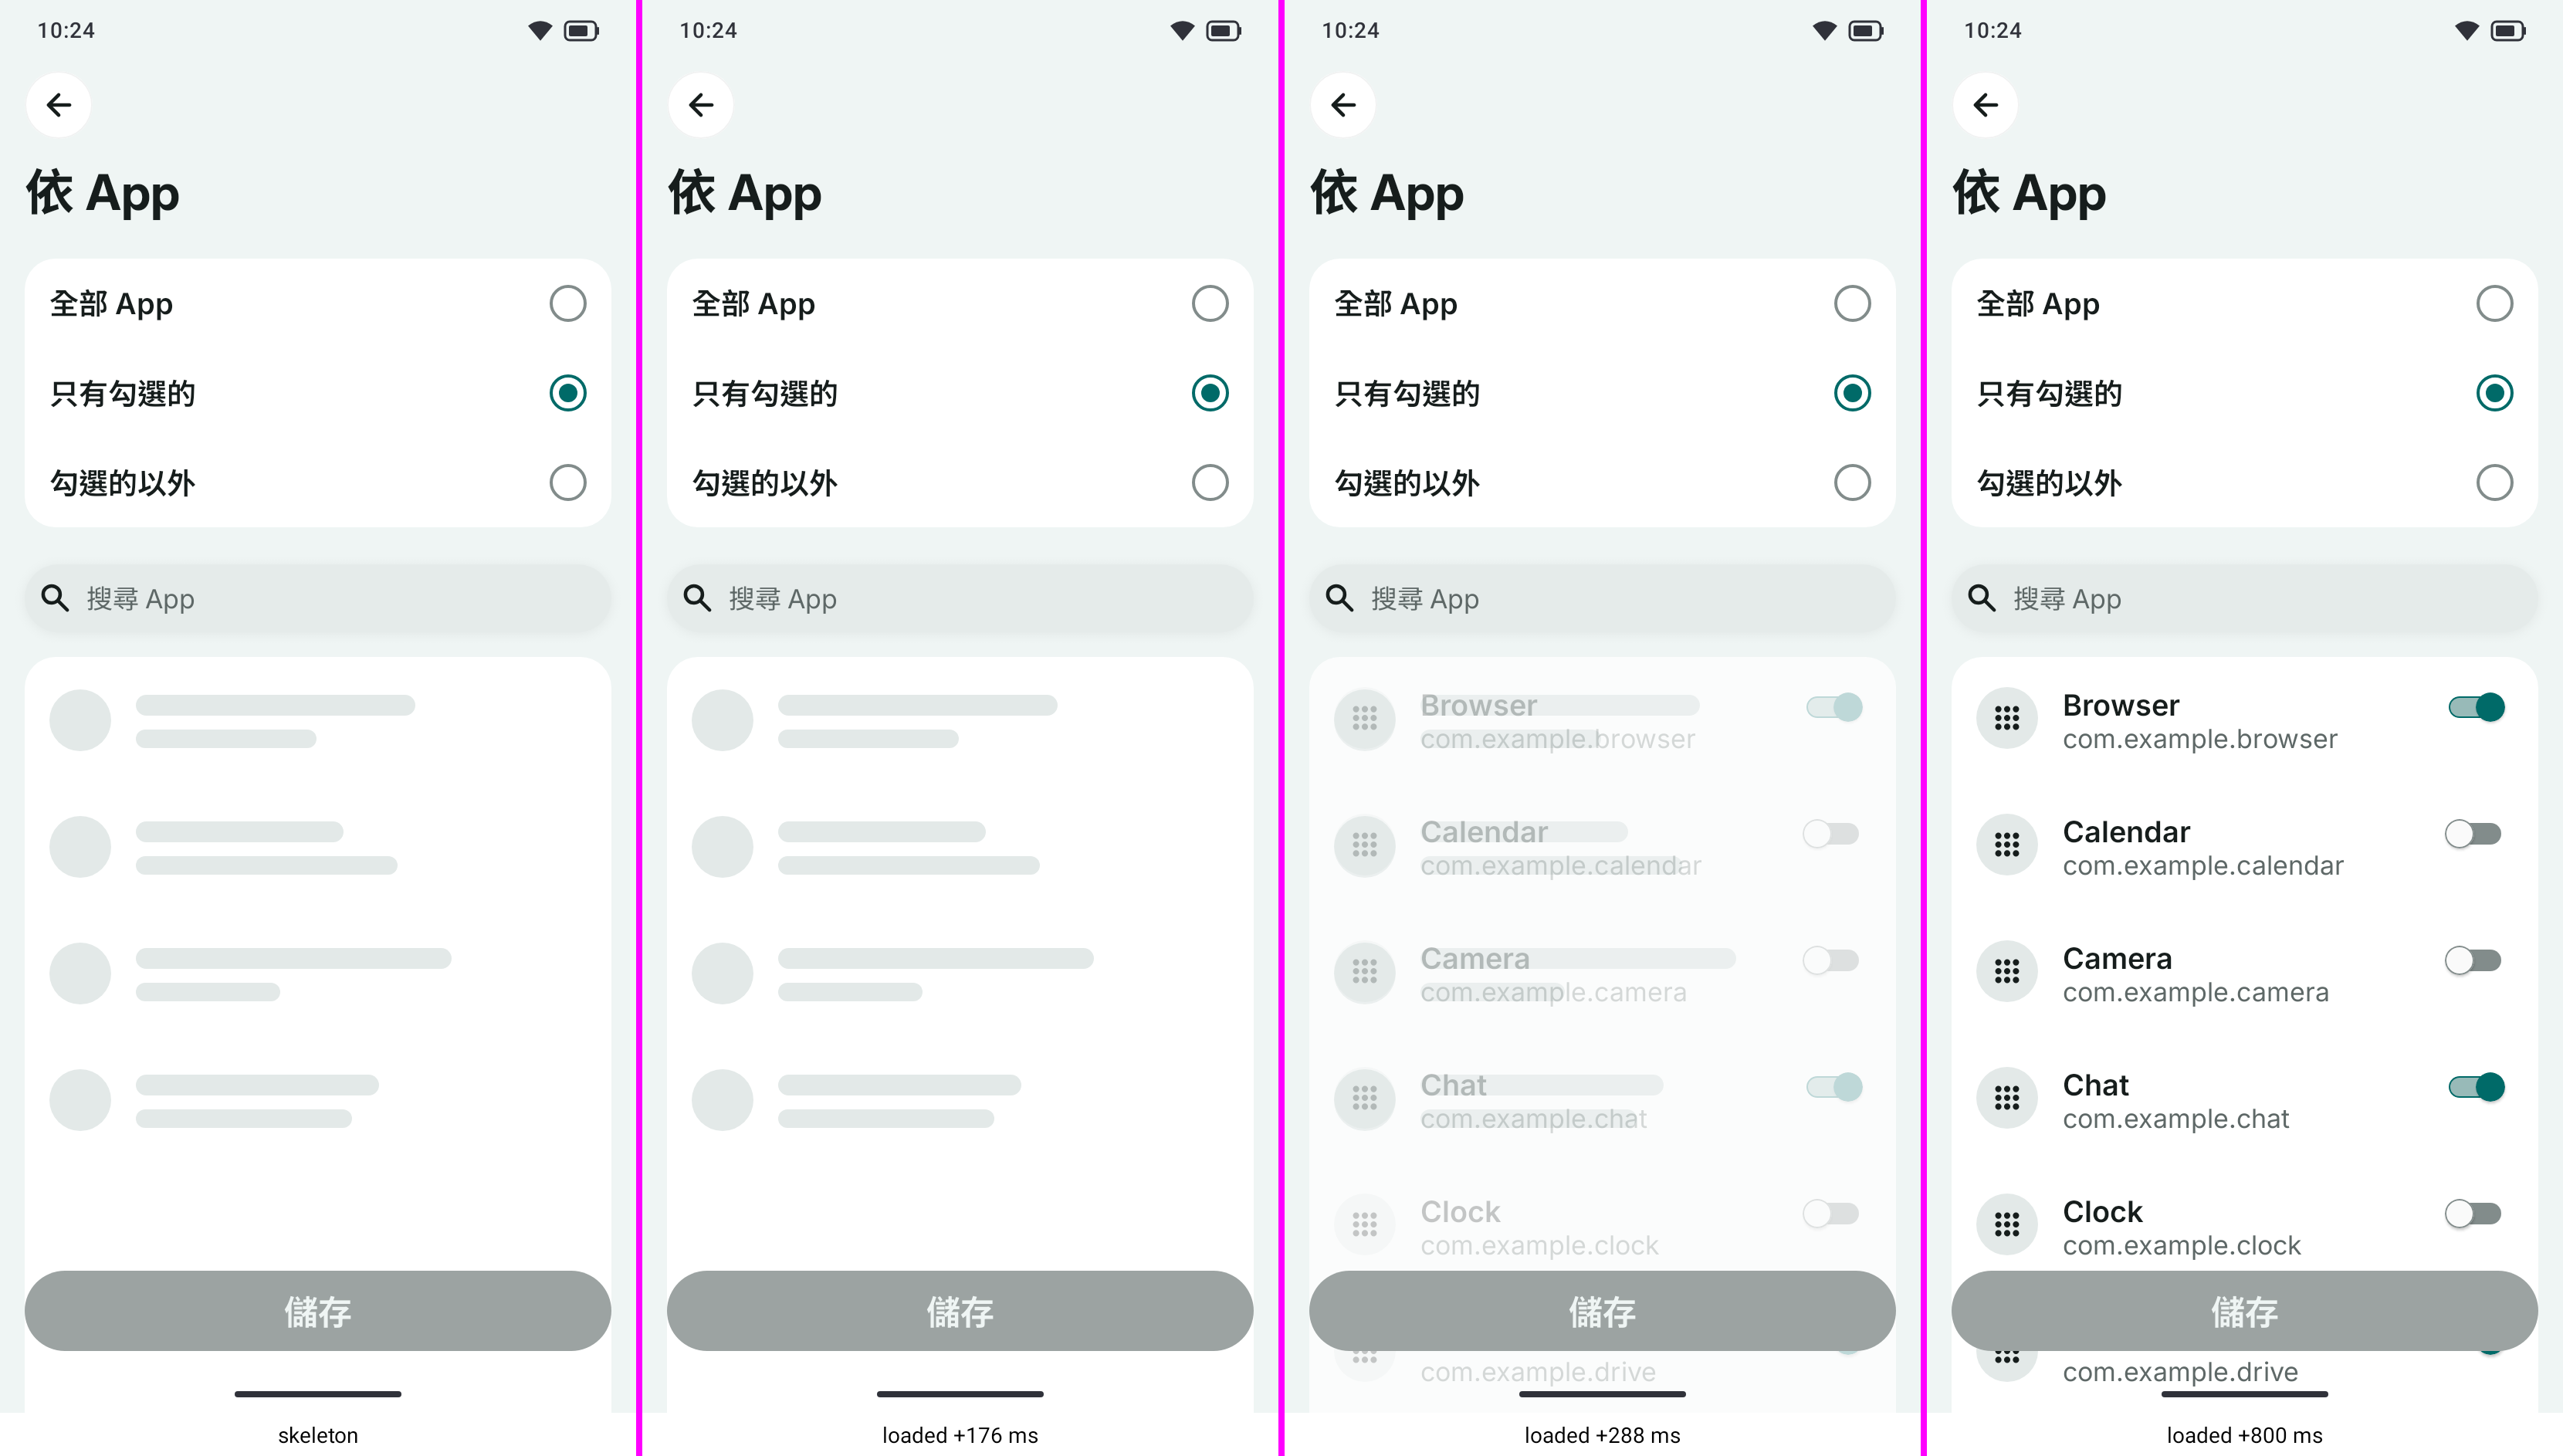 10:24
依 App
全部 App
只有勾選的
勾選的以外
搜尋 App
儲存
skeleton
10:24
依 App
全部 App
只有勾選的
勾選的以外
搜尋 App
儲存
loaded +176 ms
10:24
依 App
全部 App
只有勾選的
勾選的以外
搜尋 App
Browser
com.example.browser
Calendar
com.example.calendar
Camera
com.example.camera
Chat
com.example.chat
Clock
com.example.clock
儲存
com.example.drive
loaded +288 ms
10:24
依 App
全部 App
只有勾選的
勾選的以外
搜尋 App
Browser
com.example.browser
Calendar
com.example.calendar
Camera
com.example.camera
Chat
com.example.chat
Clock
com.example.clock
儲存
com.example.drive
loaded +800 ms